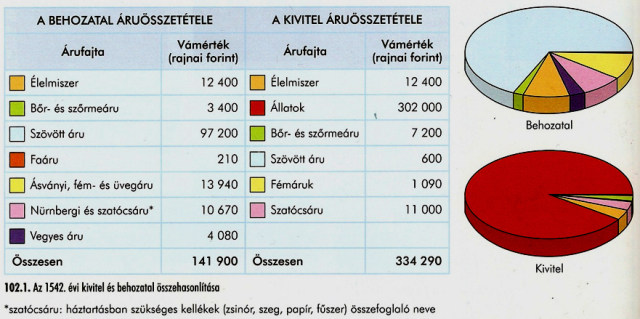 A BEHOZATAL ÁRUÖSSZETÉTELE A KIVITEL ÁRUÖSSZETÉTELE
Árufajta Vámérték (rajnai forint) Árufajta Vámérték (rajnai forint)
Élelmiszer 12 400 Élelmiszer 12 400
Bőr- és szőrmeáru 3 400 Állatok 302 000
Szövött áru 97 200 Bőr- és szőrmeáru 7 200
Faáru 210 Szövött áru 600
Ásványi, fém- és üvegáru 13 940 Fémáruk 1 090
Nürnbergi és szatócsáru* 10 670 Szatócsáru 11 000
Vegyes áru 4 080
Összesen 141 900 Összesen 334 290
Behozatal
Kivitel
102.1. Az 1542. évi kivitel és behozatal összehasonlítása
*szatócsáru: háztartásban szükséges kellékek (zsinór, szeg, papír, fűszer) összefoglaló neve